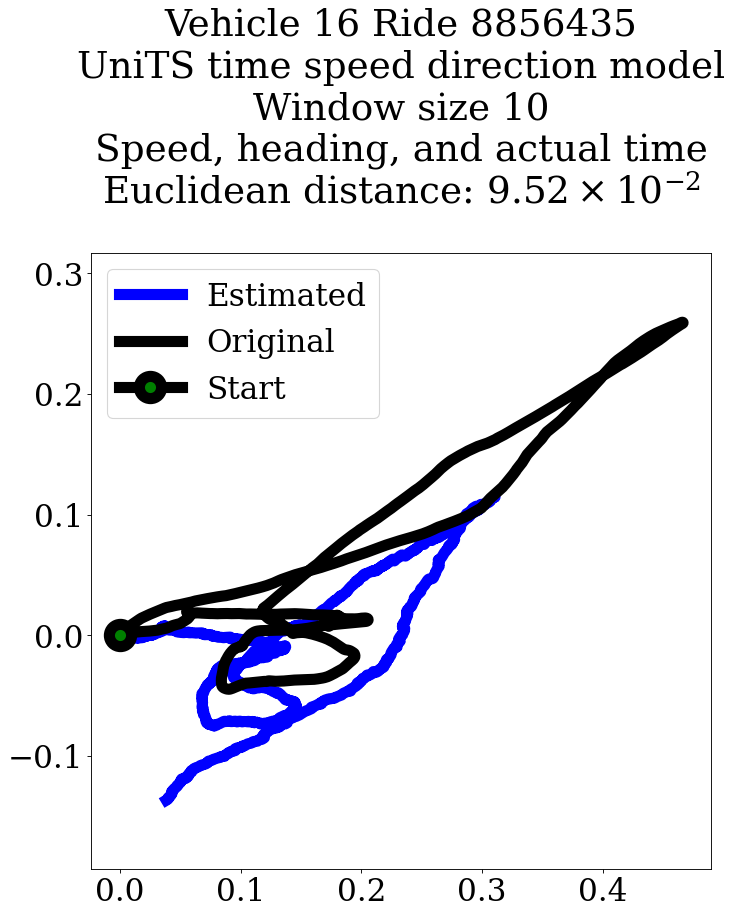 Vehicle 16 Ride 8856435
UniTS time speed direction model
Window size 10
Speed, heading, and actual time
Euclidean distance: 9.52 × 10⁻²
0.3
0.2
0.1
0.0
−0.1
Estimated
Original
Start
0.0 0.1 0.2 0.3 0.4